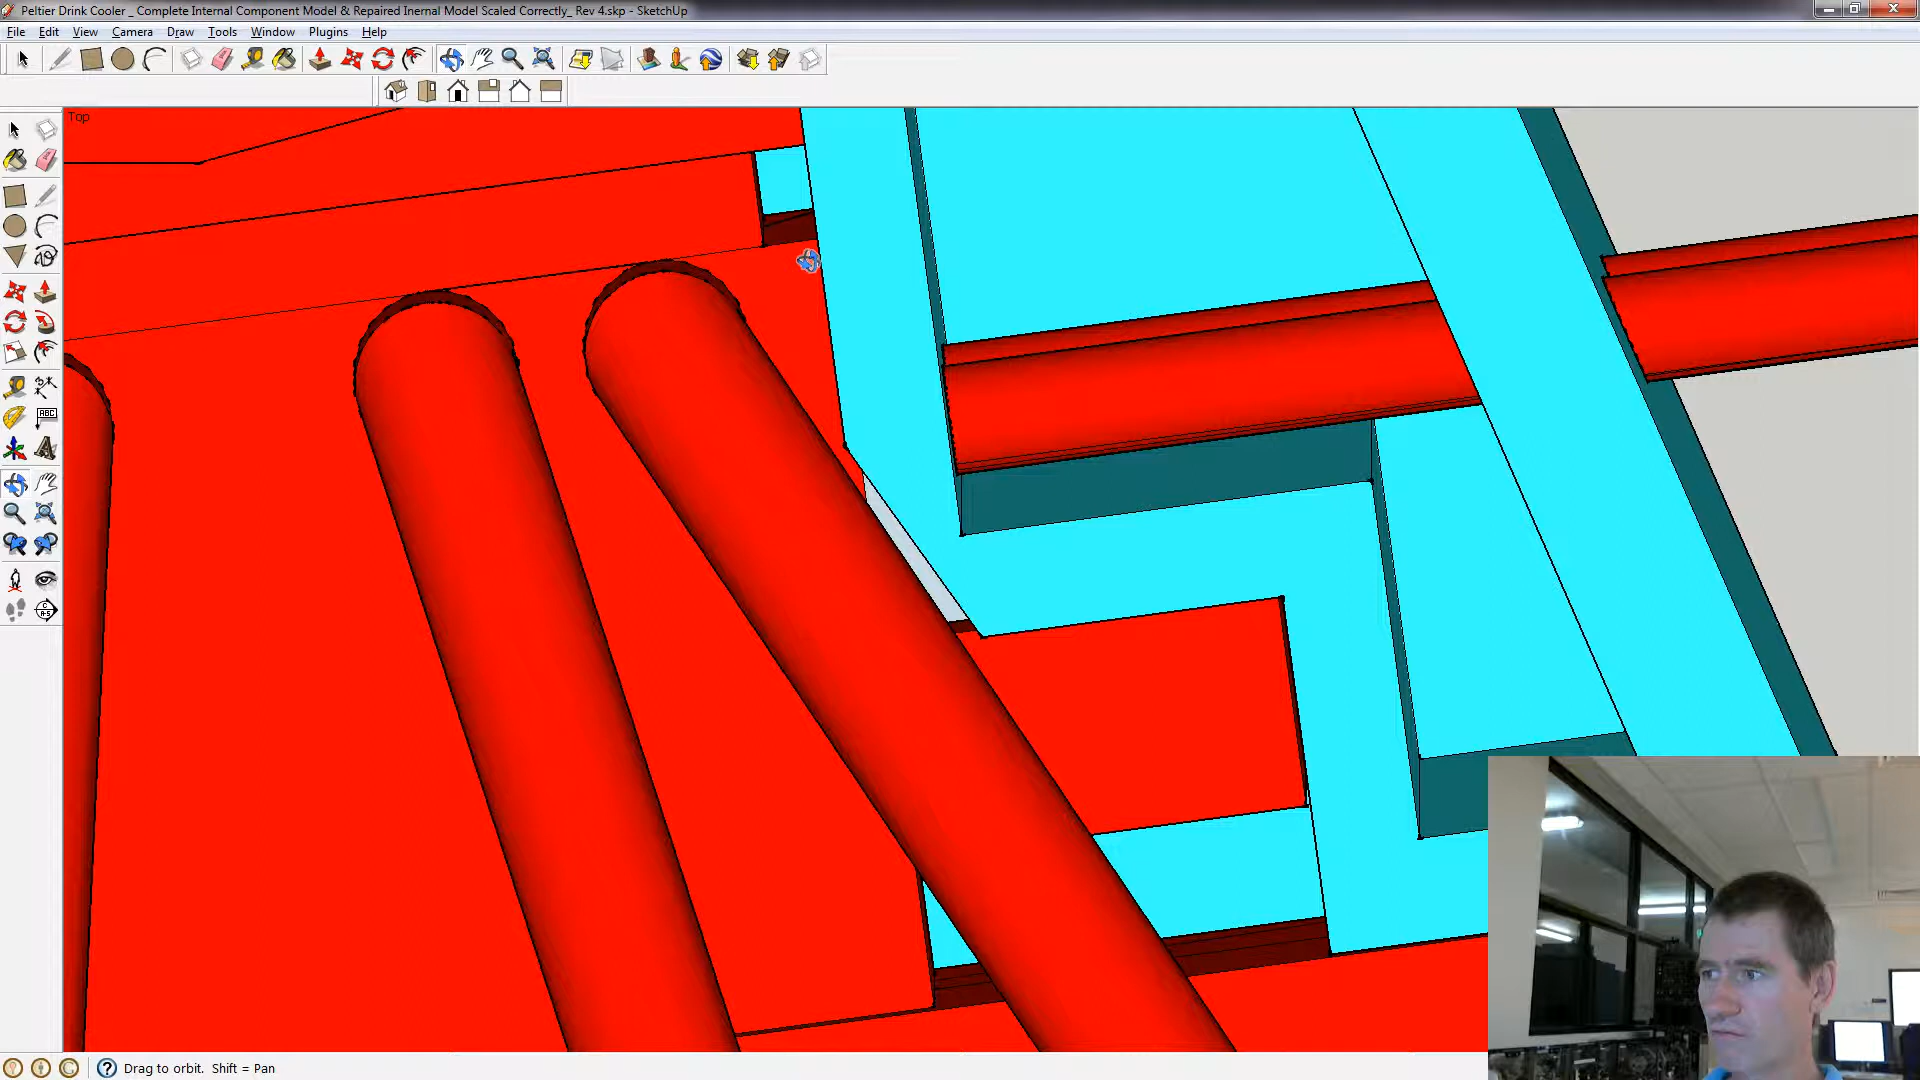 Peltier Drink Cooler _ Complete Internal Component Model & Repaired Inernal Model Scaled Correctly_ Rev 4.skp - SketchUp
File Edit View Camera Draw Tools Window Plugins Help
Top
ABC
Drag to orbit. Shift = Pan